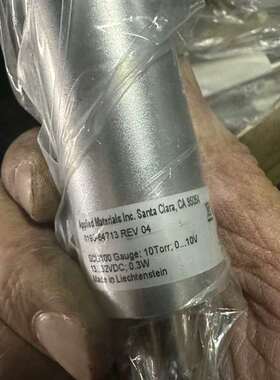 Applied Materials Inc. Santa Clara, CA 95054
REV 04
Gauge: 10Torr; 0...10V
13...32VDC; 0.3W
Made in Liechtenstein